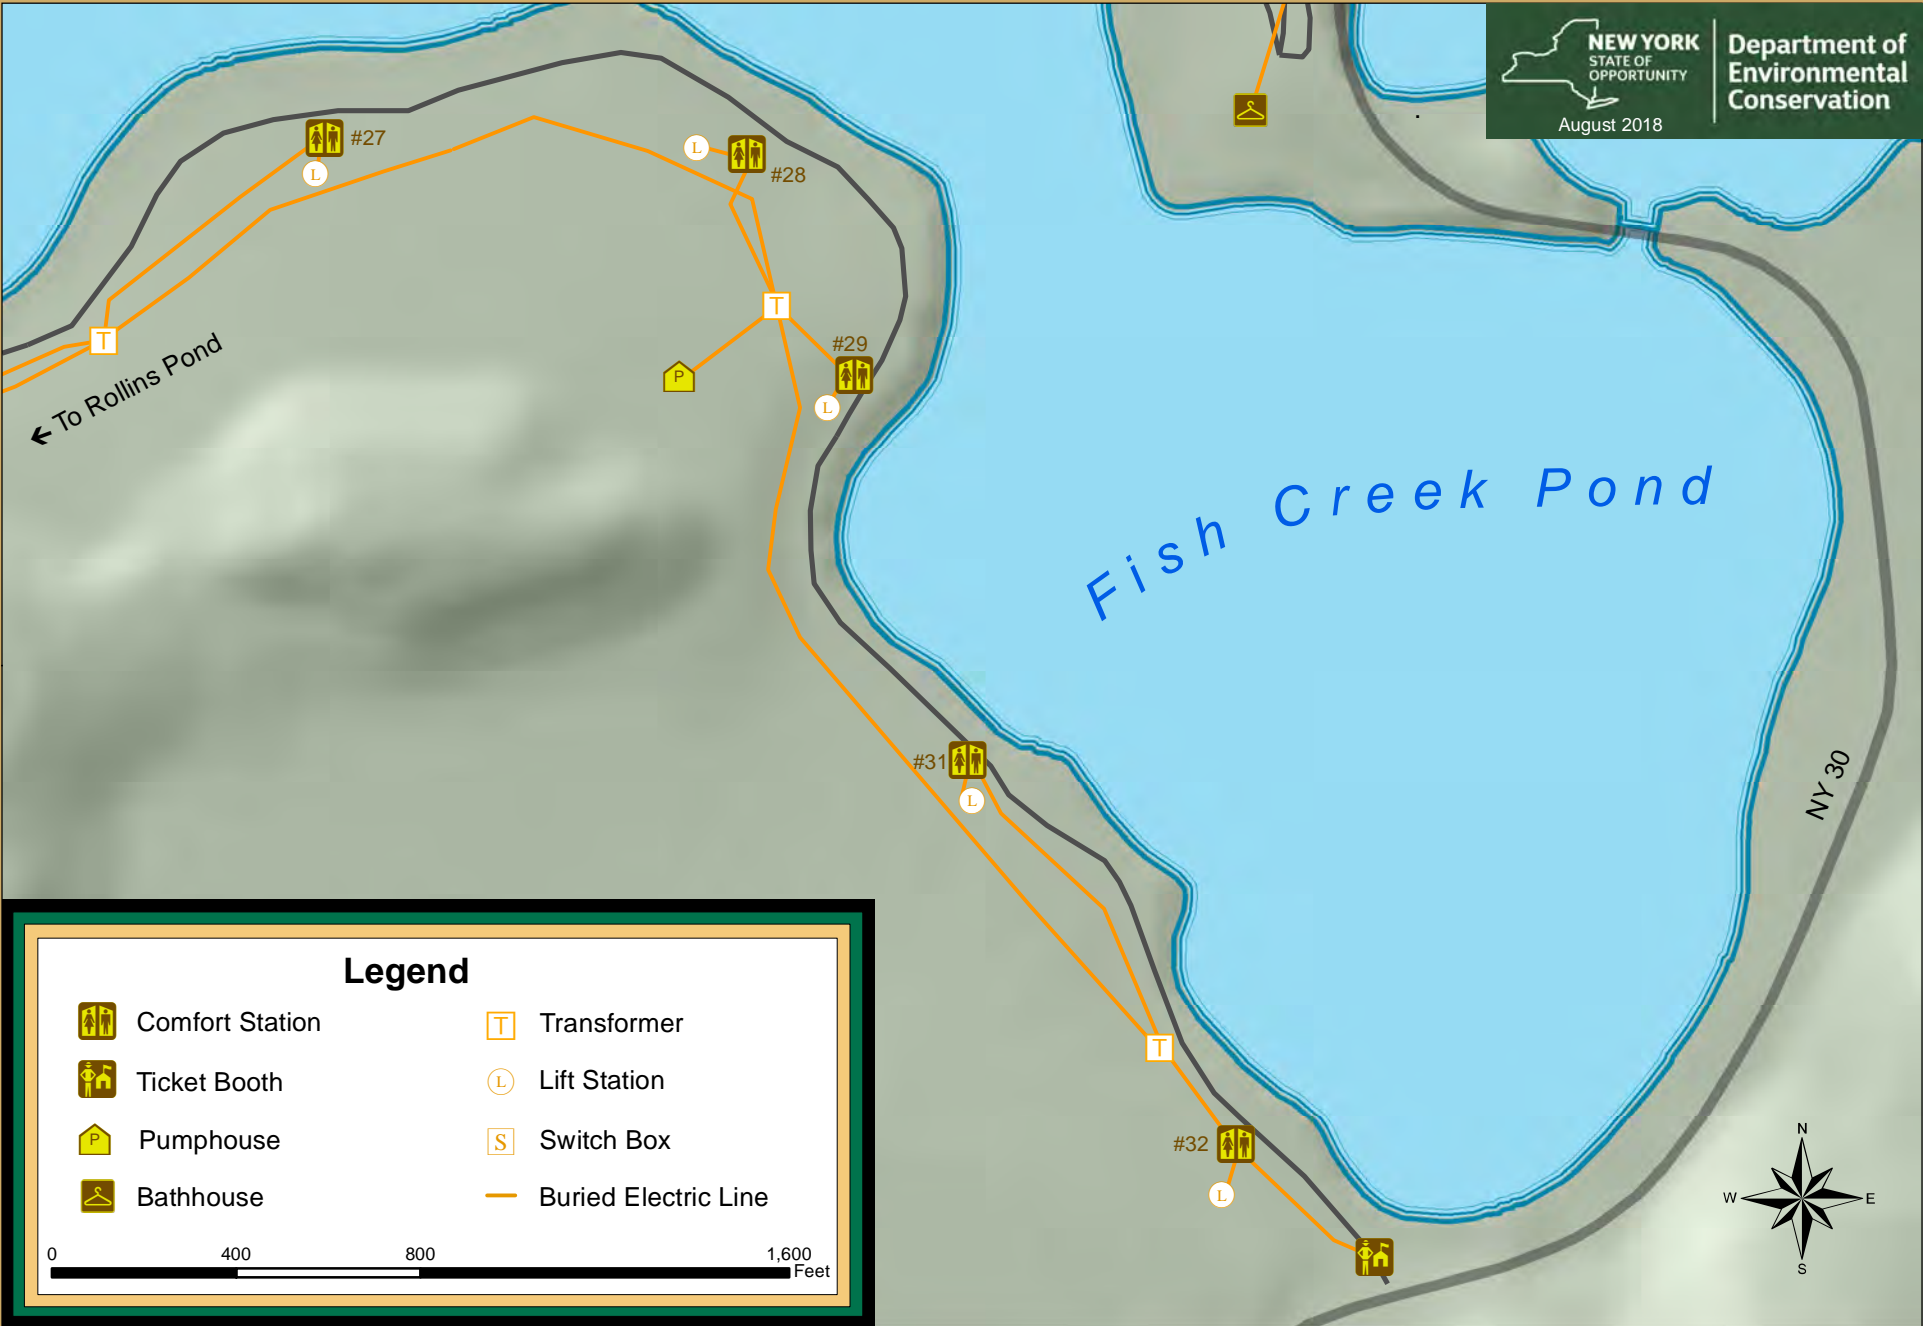 NEW YORK
STATE OF
OPPORTUNITY
Department of
Environmental
Conservation
August 2018
#27
L
L
#28
T
T
#29
P
L
← To Rollins Pond
Fish Creek Pond
#31
L
NY 30
T
#32
L
Legend
Comfort Station
T Transformer
Ticket Booth
L Lift Station
P Pumphouse
S Switch Box
Bathhouse
Buried Electric Line
0 400 800 1,600
Feet
N
W E
S